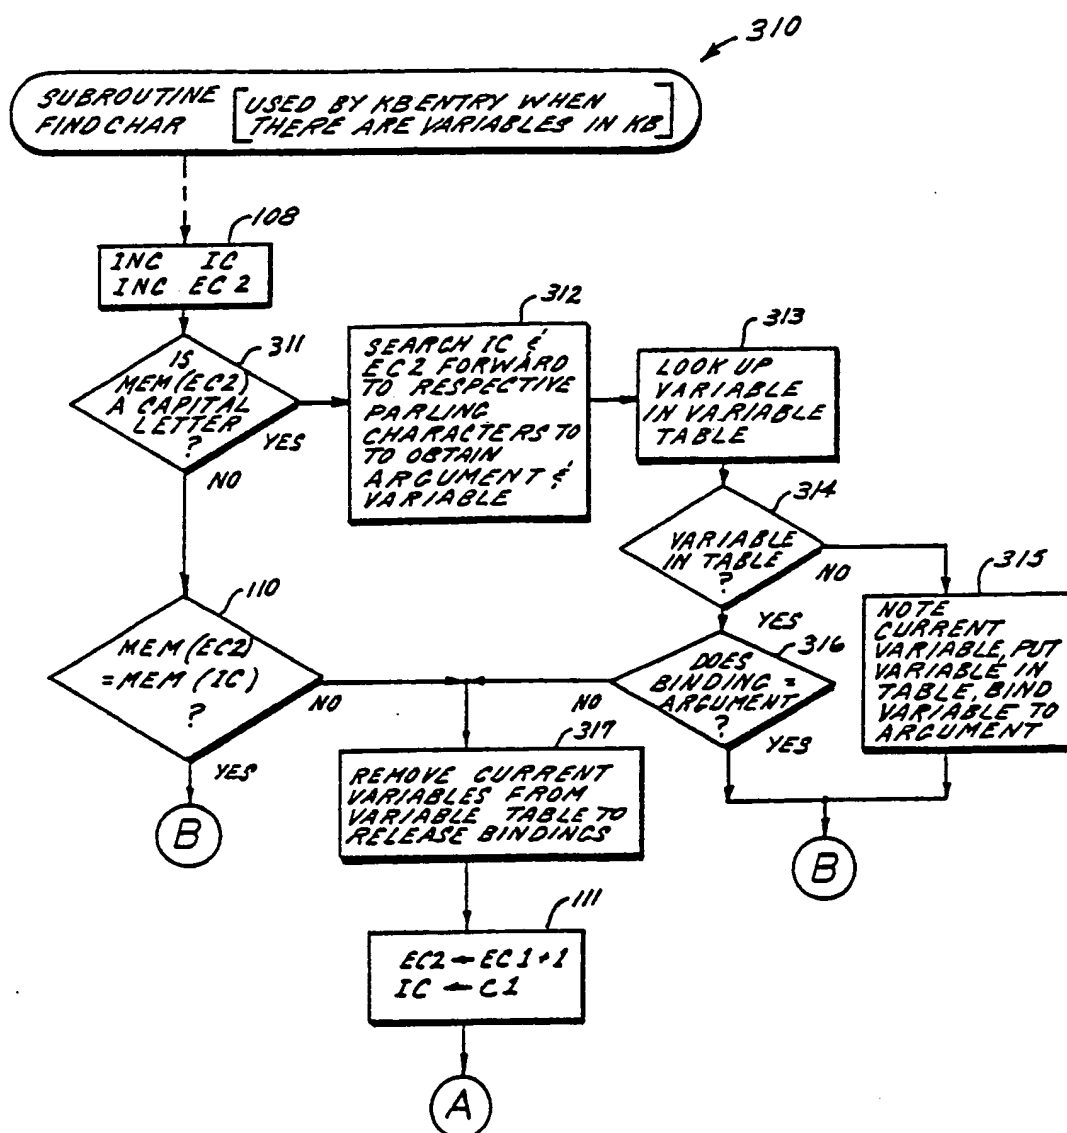 310
SUBROUTINE [USED BY KB ENTRY WHEN
FINDCHAR THERE ARE VARIABLES IN KB]
108
INC IC
INC EC2
311
IS
MEM(EC2)
A CAPITAL
LETTER
?
YES
NO
312
SEARCH IC &
EC2 FORWARD
TO RESPECTIVE
PARLING
CHARACTERS TO
TO OBTAIN
ARGUMENT &
VARIABLE
313
LOOK UP
VARIABLE
IN VARIABLE
TABLE
314
VARIABLE
IN TABLE
?
NO
YES
315
NOTE
CURRENT
VARIABLE, PUT
VARIABLE IN
TABLE, BIND
VARIABLE TO
ARGUMENT
110
MEM(EC2)
=MEM(IC)
?
NO
YES
316
DOES
BINDING =
ARGUMENT
?
NO
YES
317
REMOVE CURRENT
VARIABLES FROM
VARIABLE TABLE TO
RELEASE BINDINGS
B
B
111
EC2←EC1+1
IC←C1
A